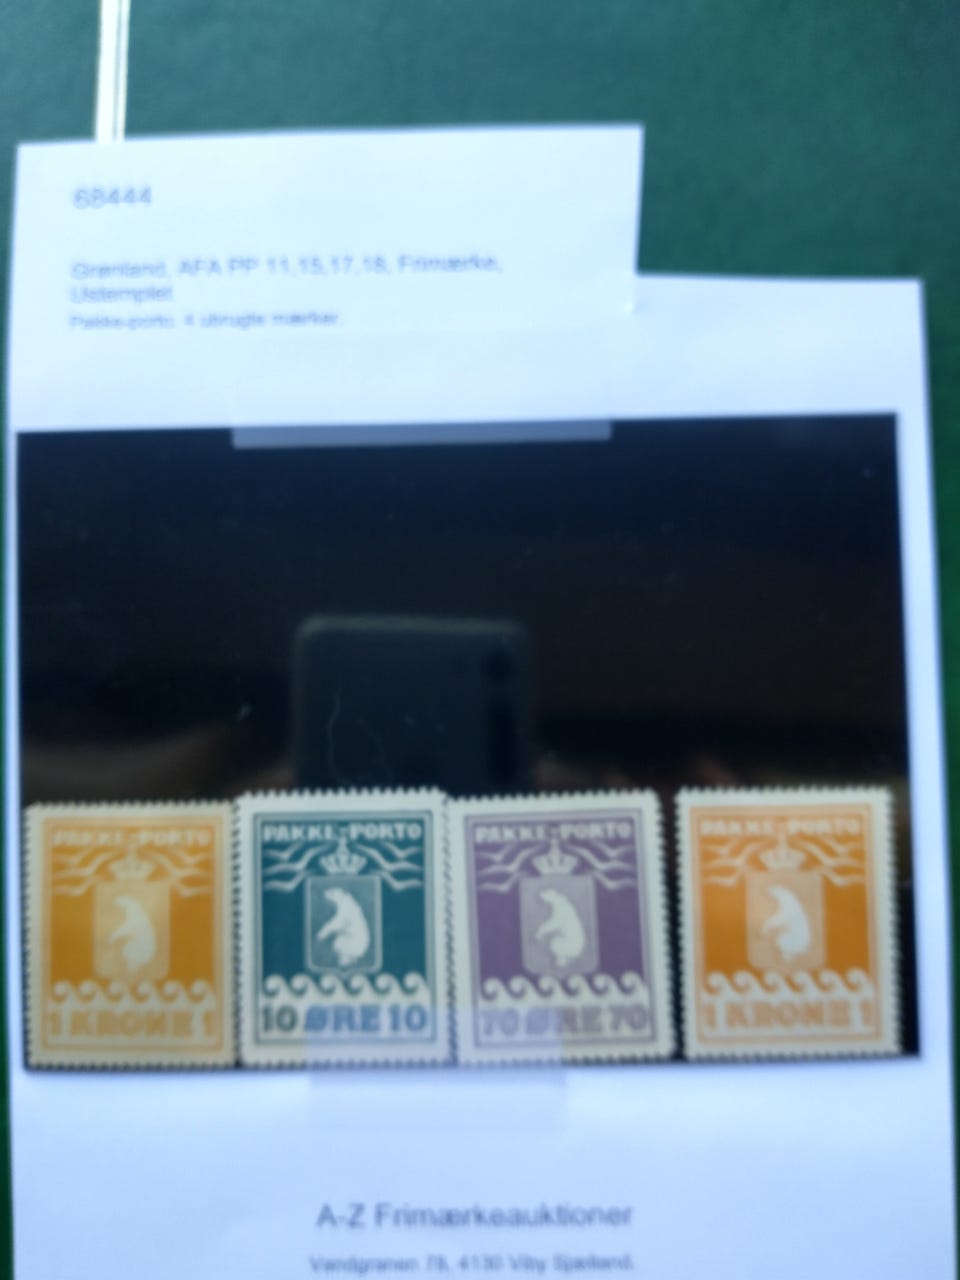 68444
Grønland, AFA PP 11,15,17,18, Frimærke,
Ustemplet
Pakke-porto. 4 ubrugte mærker.
PAKKE-PORTO
1 KRONE 1
PAKKE-PORTO
10 ØRE 10
PAKKE-PORTO
70 ØRE 70
PAKKE-PORTO
1 KRONE 1
A-Z Frimærkeauktioner
78, 4130 Viby Sjælland.